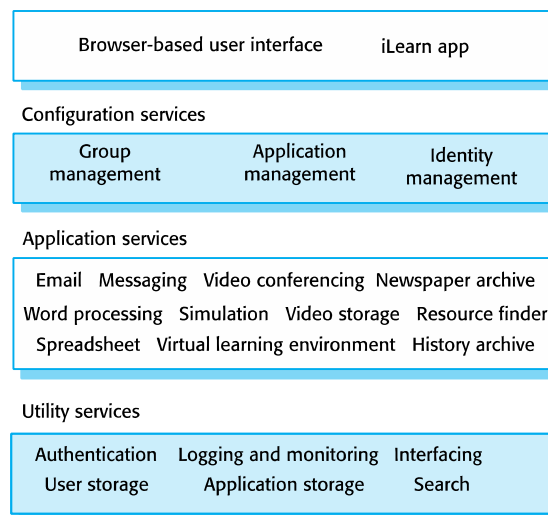 Browser-based user interface iLearn app
Configuration services
Group management Application management Identity management
Application services
Email Messaging Video conferencing Newspaper archive
Word processing Simulation Video storage Resource finder
Spreadsheet Virtual learning environment History archive
Utility services
Authentication Logging and monitoring Interfacing
User storage Application storage Search